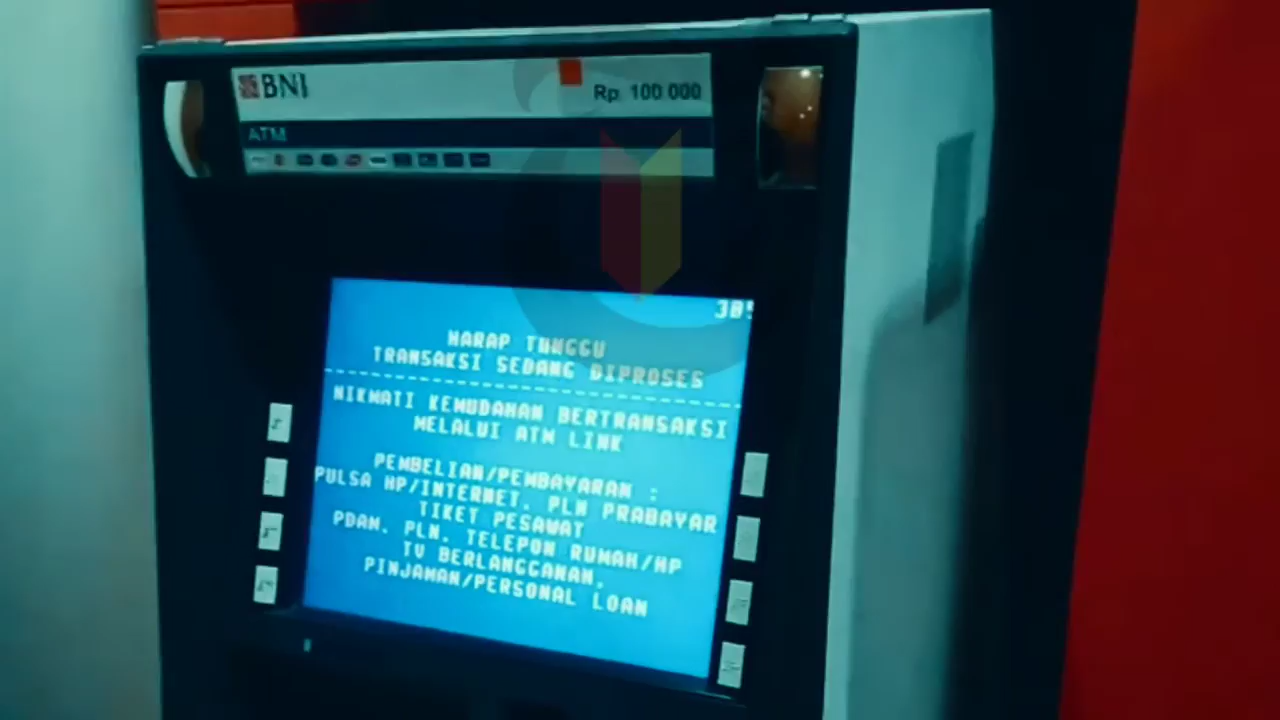 BNI
Rp 100.000
ATM
HARAP TUNGGU
TRANSAKSI SEDANG DIPROSES
NIKMATI KEMUDAHAN BERTRANSAKSI
MELALUI ATM LINK
PEMBELIAN/PEMBAYARAN :
PULSA HP/INTERNET, PLN PRABAYAR
TIKET PESAWAT
PDAM, PLN, TELEPON RUMAH/HP
TV BERLANGGANAN,
PINJAMAN/PERSONAL LOAN